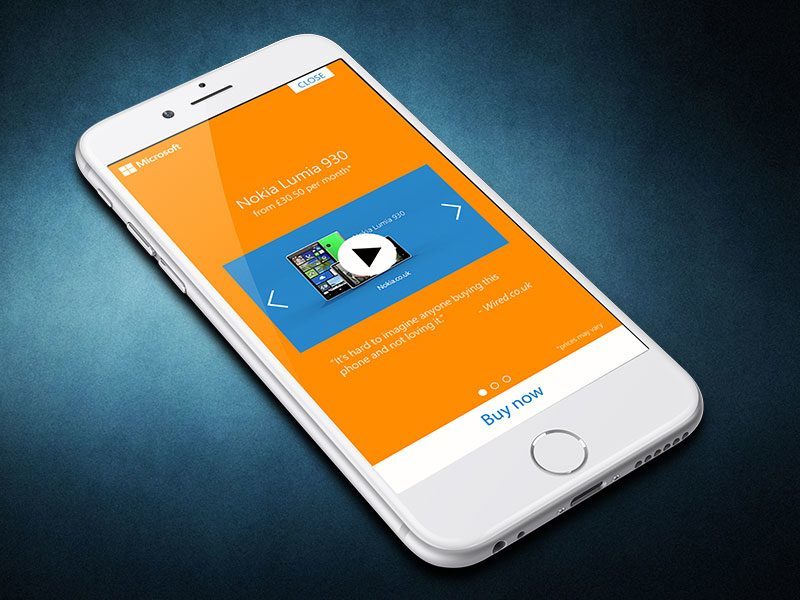 CLOSE
Microsoft
Nokia Lumia 930
from £30.50 per month*
Nokia Lumia 930
Nokia.co.uk
"It's hard to imagine anyone buying this
phone and not loving it."
- Wired.co.uk
*prices may vary
Buy now